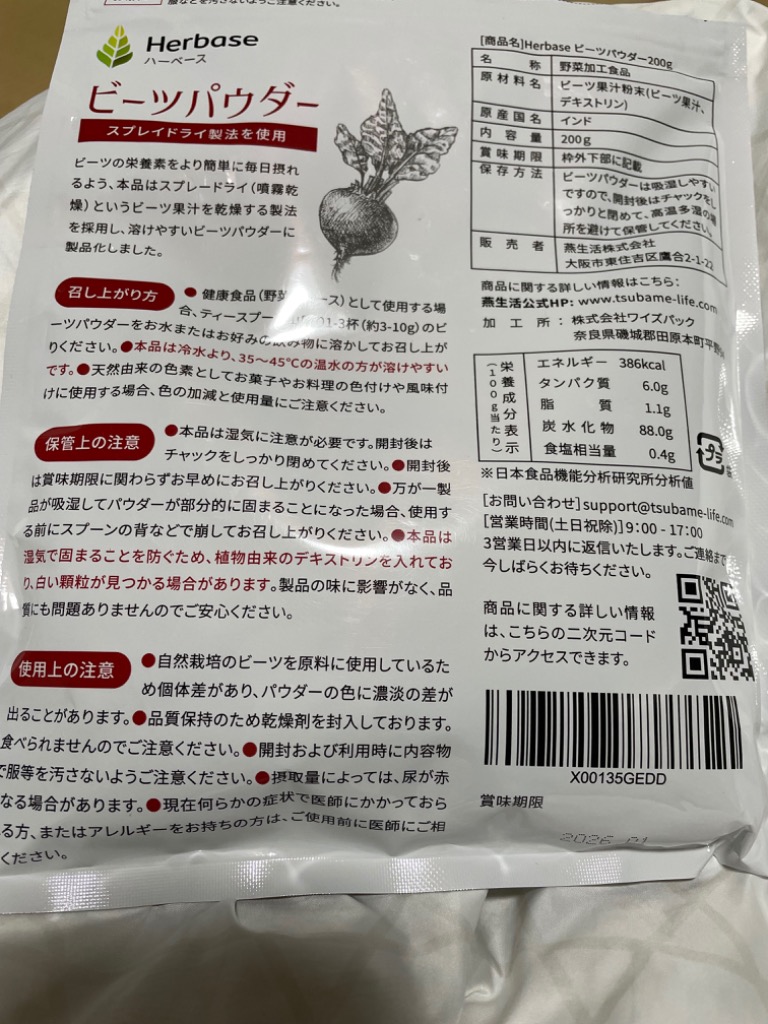 服などを汚さないようご注意ください。
Herbase
ハーベース
ビーツパウダー
スプレイドライ製法を使用
ビーツの栄養素をより簡単に毎日摂れ
るよう、本品はスプレードライ(噴霧乾
燥)というビーツ果汁を乾燥する製法
を採用し、溶けやすいビーツパウダーに
製品化しました。
召し上がり方
●健康食品(野菜ジュース)として使用する場
合、ティースプーン 1-3杯(約3-10g)のビ
ーツパウダーをお水またはお好みの飲み物に溶かしてお召し上が
りください。●本品は冷水より、35～45℃の温水の方が溶けやすい
です。●天然由来の色素としてお菓子やお料理の色付けや風味付
けに使用する場合、色の加減と使用量にご注意ください。
保管上の注意
●本品は湿気に注意が必要です。開封後は
チャックをしっかり閉めてください。●開封後
は賞味期限に関わらずお早めにお召し上がりください。●万が一製
品が吸湿してパウダーが部分的に固まることになった場合、使用す
る前にスプーンの背などで崩してお召し上がりください。●本品は
湿気で固まることを防ぐため、植物由来のデキストリンを入れてお
り、白い顆粒が見つかる場合があります。製品の味に影響がなく、品
質にも問題ありませんのでご安心ください。
使用上の注意
●自然栽培のビーツを原料に使用しているた
め個体差があり、パウダーの色に濃淡の差が
出ることがあります。●品質保持のため乾燥剤を封入しております。
食べられませんのでご注意ください。●開封および利用時に内容物
で服等を汚さないようご注意ください。●摂取量によっては、尿が赤
なる場合があります。●現在何らかの症状で医師にかかっておら
る方、またはアレルギーをお持ちの方は、ご使用前に医師にご相
ください。
[商品名]Herbase ビーツパウダー200g
名称 野菜加工食品
原材料名 ビーツ果汁粉末(ビーツ果汁、
デキストリン)
原産国名 インド
内容量 200g
賞味期限 枠外下部に記載
保存方法 ビーツパウダーは吸湿しやすい
ですので、開封後はチャックをし
っかりと閉めて、高温多湿の場
所を避けて保管してください。
販売者 燕生活株式会社
大阪市東住吉区鷹合2-1-22
商品に関する詳しい情報はこちら:
燕生活公式HP: www.tsubame-life.com
加工所: 株式会社ワイズパック
奈良県磯城郡田原本町平野
栄養成分表示
(100g当たり)
エネルギー 386kcal
タンパク質 6.0g
脂質 1.1g
炭水化物 88.0g
食塩相当量 0.4g
プラ
※日本食品機能分析研究所分析値
[お問い合わせ]support@tsubame-life.com
[営業時間(土日祝除)]9:00 - 17:00
3営業日以内に返信いたします。ご連絡まで
今しばらくお待ちください。
商品に関する詳しい情報
は、こちらの二次元コード
からアクセスできます。
X00135GEDD
賞味期限
2026.01